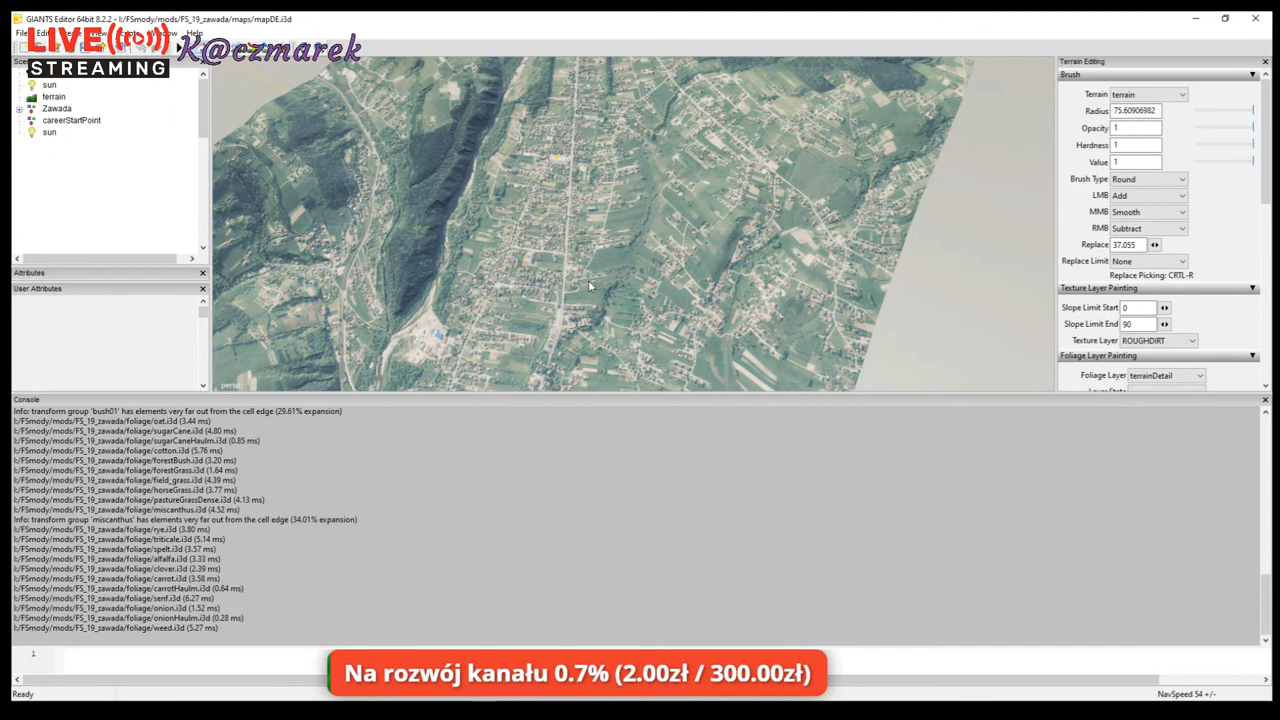 GIANTS Editor 64bit 8.2.2 - I:/FSmody/mods/FS_19_zawada/maps/mapDE.i3d
Help
LIVE
STREAMING
K@czmarek
sun
terrain
Zawada
careerStartPoint
sun
Attributes
User Attributes
persp
Terrain Editing
Brush
Terrain terrain
Radius 75.60906982
Opacity 1
Hardness 1
Value 1
Brush Type Round
LMB Add
MMB Smooth
RMB Subtract
Replace 37.055
Replace Limit None
Replace Picking: CRTL-R
Texture Layer Painting
Slope Limit Start 0
Slope Limit End 90
Texture Layer ROUGHDIRT
Foliage Layer Painting
Foliage Layer terrainDetail
Console
Info: transform group 'bush01' has elements very far out from the cell edge (29.61% expansion)
I:/FSmody/mods/FS_19_zawada/foliage/oat.i3d (3.44 ms)
I:/FSmody/mods/FS_19_zawada/foliage/sugarCane.i3d (4.80 ms)
I:/FSmody/mods/FS_19_zawada/foliage/sugarCaneHaulm.i3d (0.85 ms)
I:/FSmody/mods/FS_19_zawada/foliage/cotton.i3d (5.76 ms)
I:/FSmody/mods/FS_19_zawada/foliage/forestBush.i3d (3.20 ms)
I:/FSmody/mods/FS_19_zawada/foliage/forestGrass.i3d (1.64 ms)
I:/FSmody/mods/FS_19_zawada/foliage/field_grass.i3d (4.39 ms)
I:/FSmody/mods/FS_19_zawada/foliage/horseGrass.i3d (3.77 ms)
I:/FSmody/mods/FS_19_zawada/foliage/pastureGrassDense.i3d (4.13 ms)
I:/FSmody/mods/FS_19_zawada/foliage/miscanthus.i3d (4.52 ms)
Info: transform group 'miscanthus' has elements very far out from the cell edge (34.01% expansion)
I:/FSmody/mods/FS_19_zawada/foliage/rye.i3d (3.80 ms)
I:/FSmody/mods/FS_19_zawada/foliage/triticale.i3d (5.14 ms)
I:/FSmody/mods/FS_19_zawada/foliage/spelt.i3d (3.57 ms)
I:/FSmody/mods/FS_19_zawada/foliage/alfalfa.i3d (3.33 ms)
I:/FSmody/mods/FS_19_zawada/foliage/clover.i3d (2.39 ms)
I:/FSmody/mods/FS_19_zawada/foliage/carrot.i3d (3.58 ms)
I:/FSmody/mods/FS_19_zawada/foliage/carrotHaulm.i3d (0.64 ms)
I:/FSmody/mods/FS_19_zawada/foliage/senf.i3d (6.27 ms)
I:/FSmody/mods/FS_19_zawada/foliage/onion.i3d (1.52 ms)
I:/FSmody/mods/FS_19_zawada/foliage/onionHaulm.i3d (0.28 ms)
I:/FSmody/mods/FS_19_zawada/foliage/weed.i3d (5.27 ms)
1
Na rozwój kanału 0.7% (2.00zł / 300.00zł)
Ready
NavSpeed 54 +/-